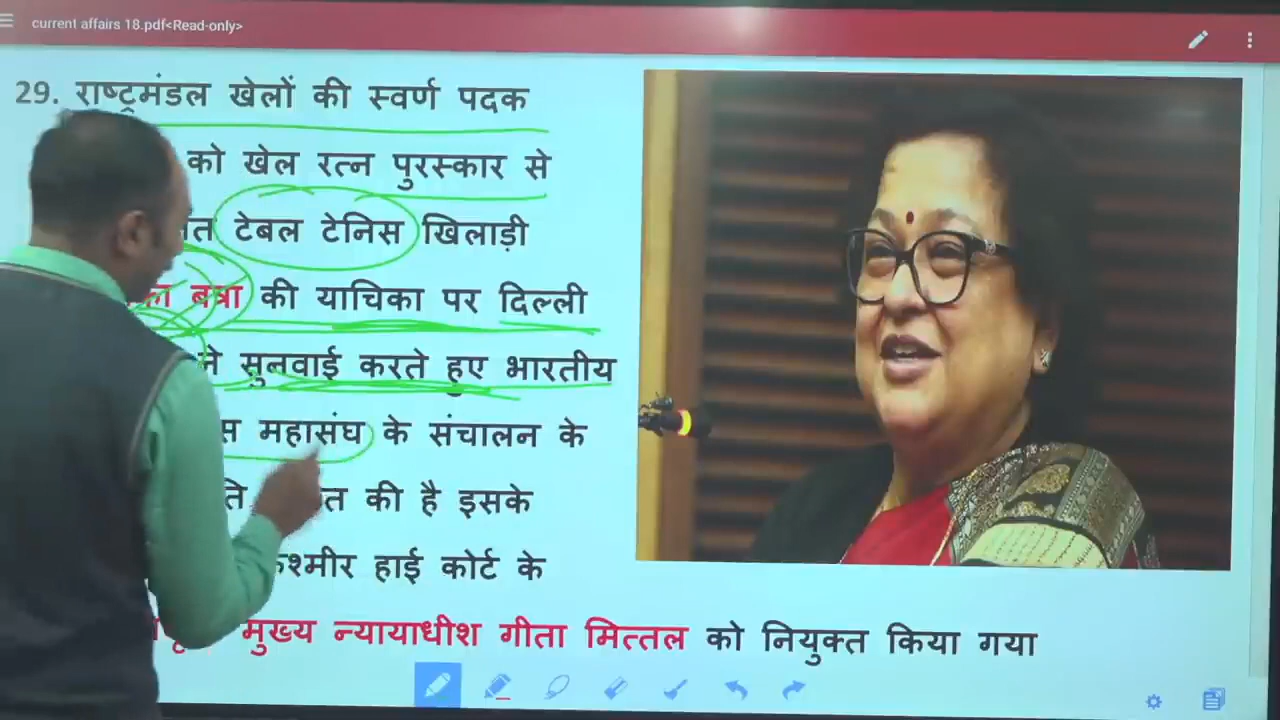 current affairs 18.pdf<Read-only>
29. राष्ट्रमंडल खेलों की स्वर्ण पदक
को खेल रत्न पुरस्कार से
टेबल टेनिस खिलाड़ी
बत्रा की याचिका पर दिल्ली
ने सुनवाई करते हुए भारतीय
महासंघ के संचालन के
की है इसके
हाई कोर्ट के
मुख्य न्यायाधीश गीता मित्तल को नियुक्त किया गया